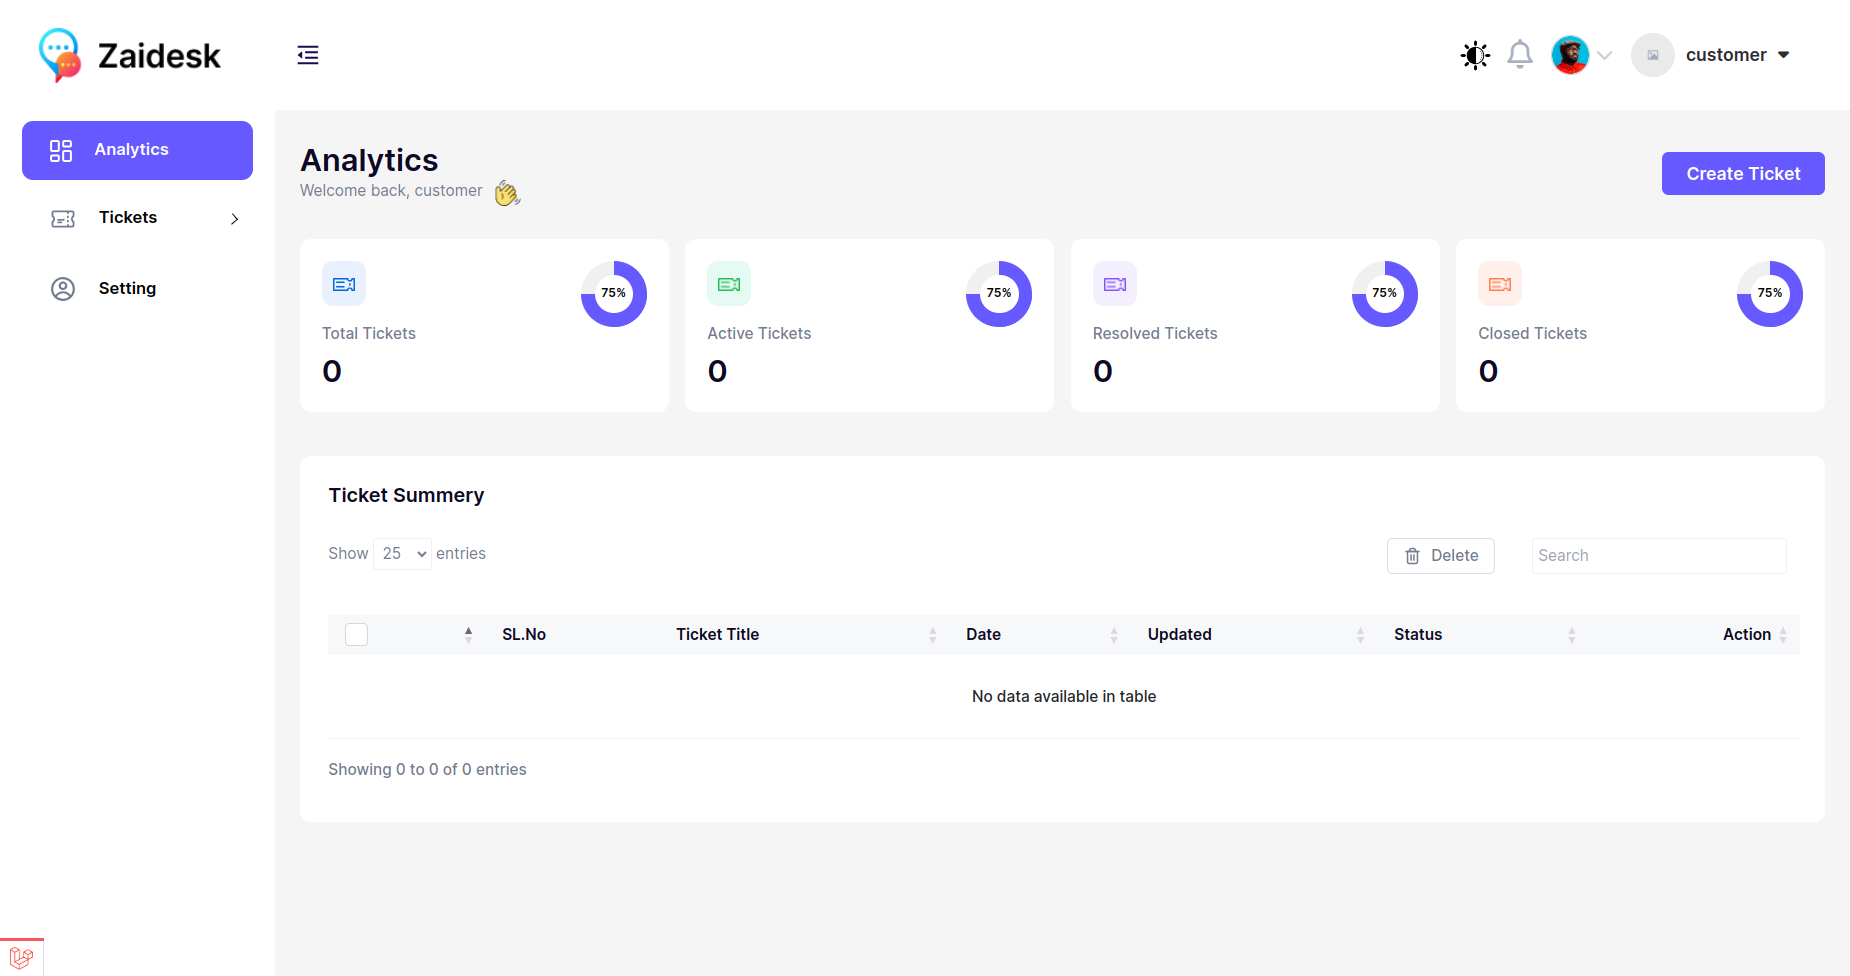 Zaidesk
customer
Analytics
Tickets
Setting
Analytics
Welcome back, customer
Create Ticket
75%
Total Tickets
0
75%
Active Tickets
0
75%
Resolved Tickets
0
75%
Closed Tickets
0
Ticket Summery
Show 25 entries
Delete
Search
SL.No Ticket Title Date Updated Status Action
No data available in table
Showing 0 to 0 of 0 entries